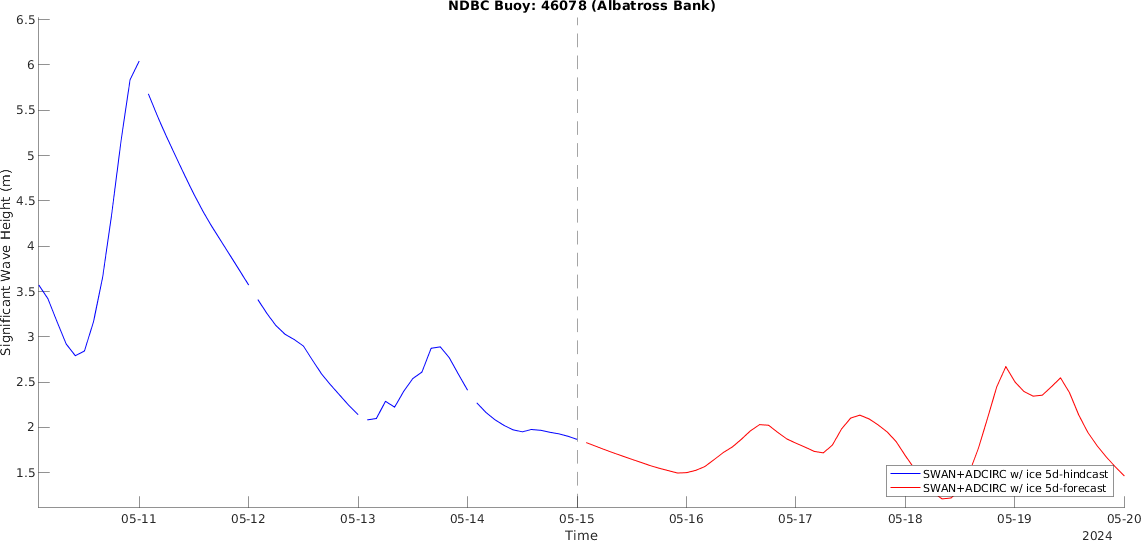 NDBC Buoy: 46078 (Albatross Bank)
6.5
6
5.5
5
4.5
4
3.5
3
2.5
2
1.5
Significant Wave Height (m)
SWAN+ADCIRC w/ ice 5d-hindcast
SWAN+ADCIRC w/ ice 5d-forecast
05-11 05-12 05-13 05-14 05-15 05-16 05-17 05-18 05-19 05-20
Time
2024